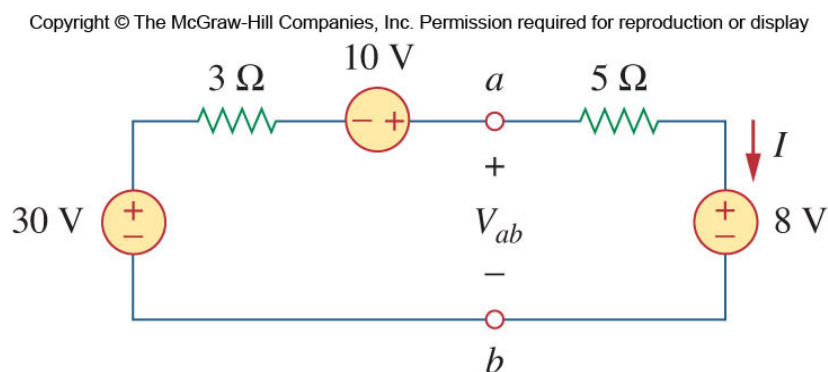 Copyright © The McGraw-Hill Companies, Inc. Permission required for reproduction or display
3 Ω
10 V
a
5 Ω
− +
I
+
30 V
+
−
V_ab
+
−
8 V
−
b